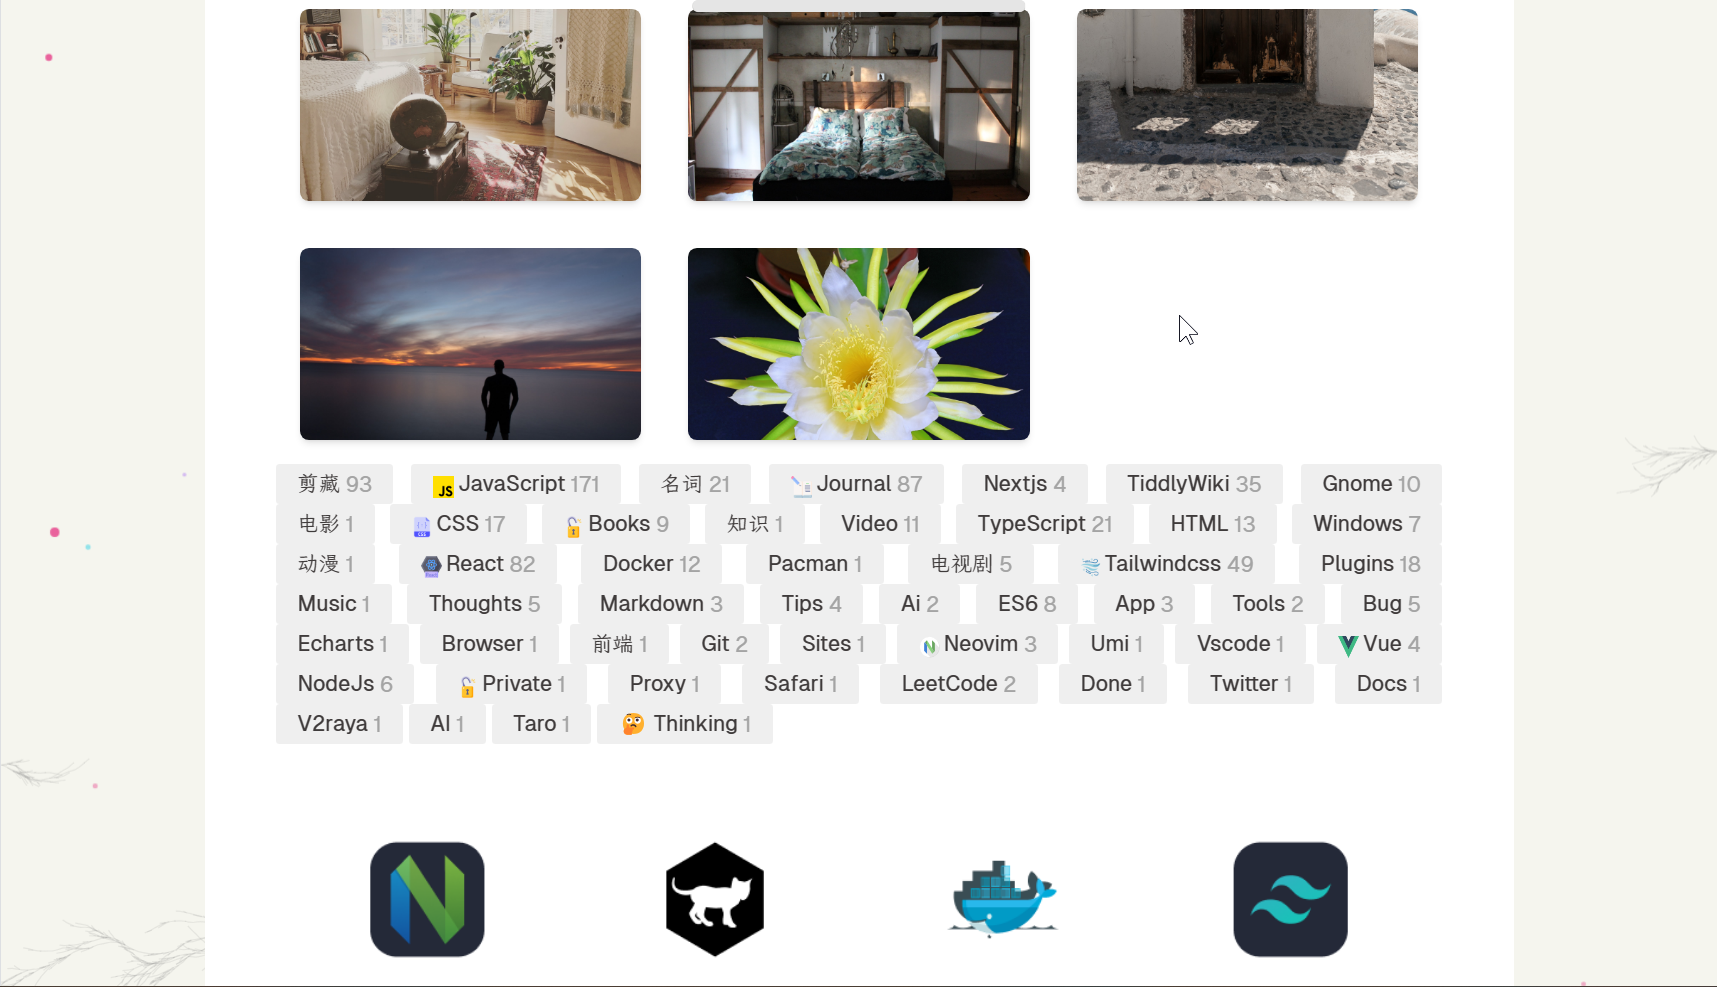 剪藏 93 JavaScript 171 名词 21 Journal 87 Nextjs 4 TiddlyWiki 35 Gnome 10
电影 1 CSS 17 Books 9 知识 1 Video 11 TypeScript 21 HTML 13 Windows 7
动漫 1 React 82 Docker 12 Pacman 1 电视剧 5 Tailwindcss 49 Plugins 18
Music 1 Thoughts 5 Markdown 3 Tips 4 Ai 2 ES6 8 App 3 Tools 2 Bug 5
Echarts 1 Browser 1 前端 1 Git 2 Sites 1 Neovim 3 Umi 1 Vscode 1 Vue 4
NodeJs 6 Private 1 Proxy 1 Safari 1 LeetCode 2 Done 1 Twitter 1 Docs 1
V2raya 1 AI 1 Taro 1 Thinking 1